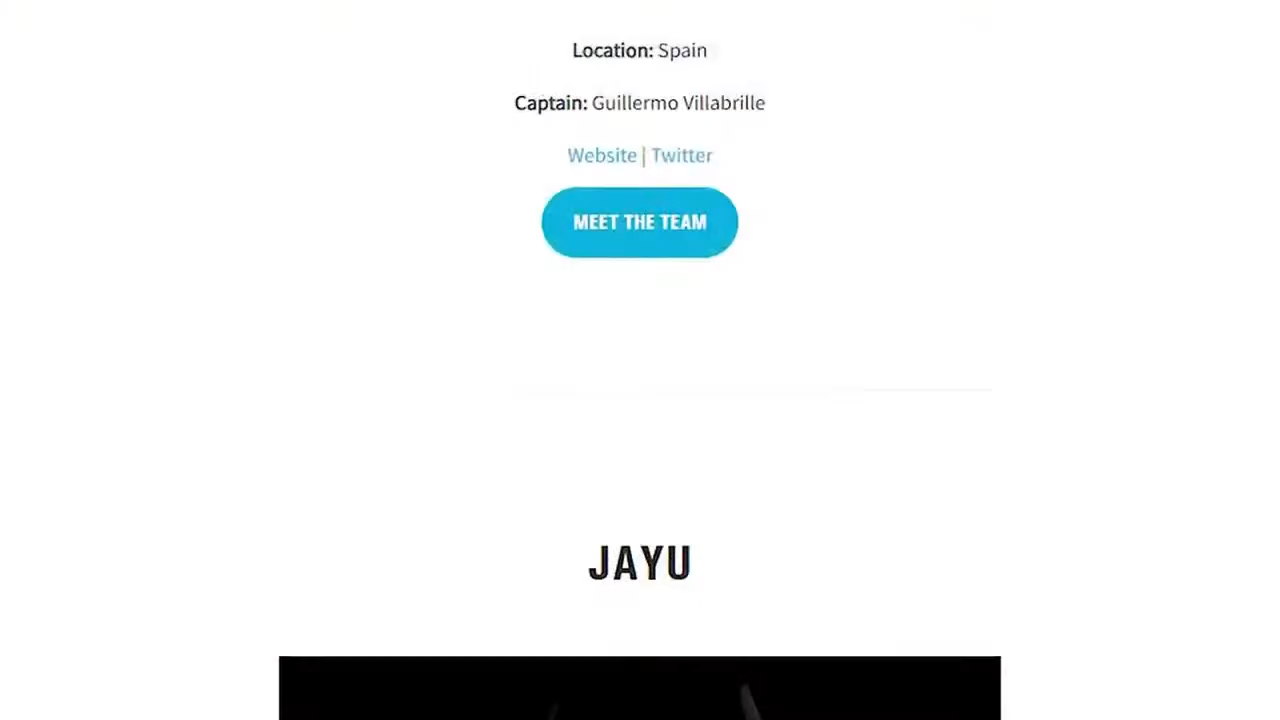 Location: Spain
Captain: Guillermo Villabrille
Website | Twitter
MEET THE TEAM
JAYU